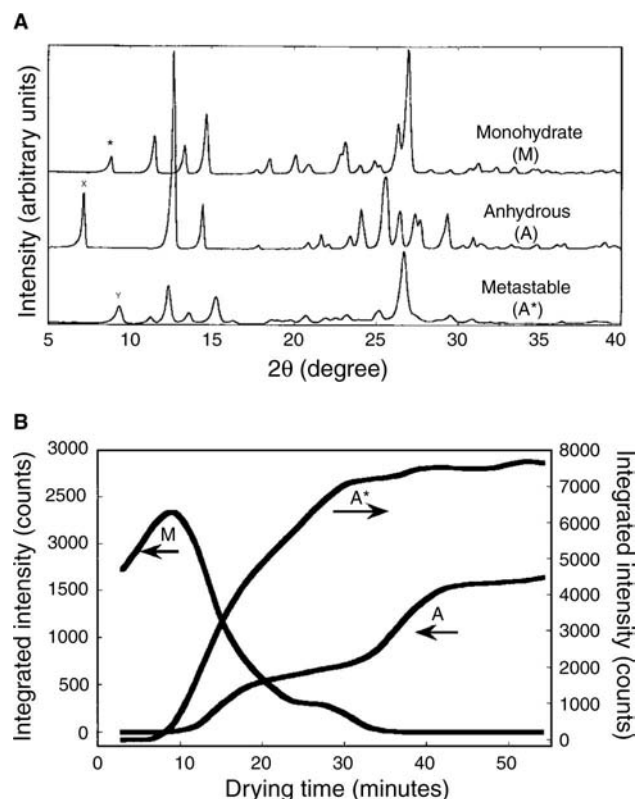 A
Intensity (arbitrary units)
*
Monohydrate
(M)
X
Anhydrous
(A)
Y
Metastable
(A*)
5 10 15 20 25 30 35 40
2θ (degree)
B
Integrated intensity (counts)
3000
2500
3000
1500
1000
500
0
M
A*
A
8000
7000
6000
5000
4000
3000
2000
1000
0
Integrated intensity (counts)
0 10 20 30 40 50
Drying time (minutes)